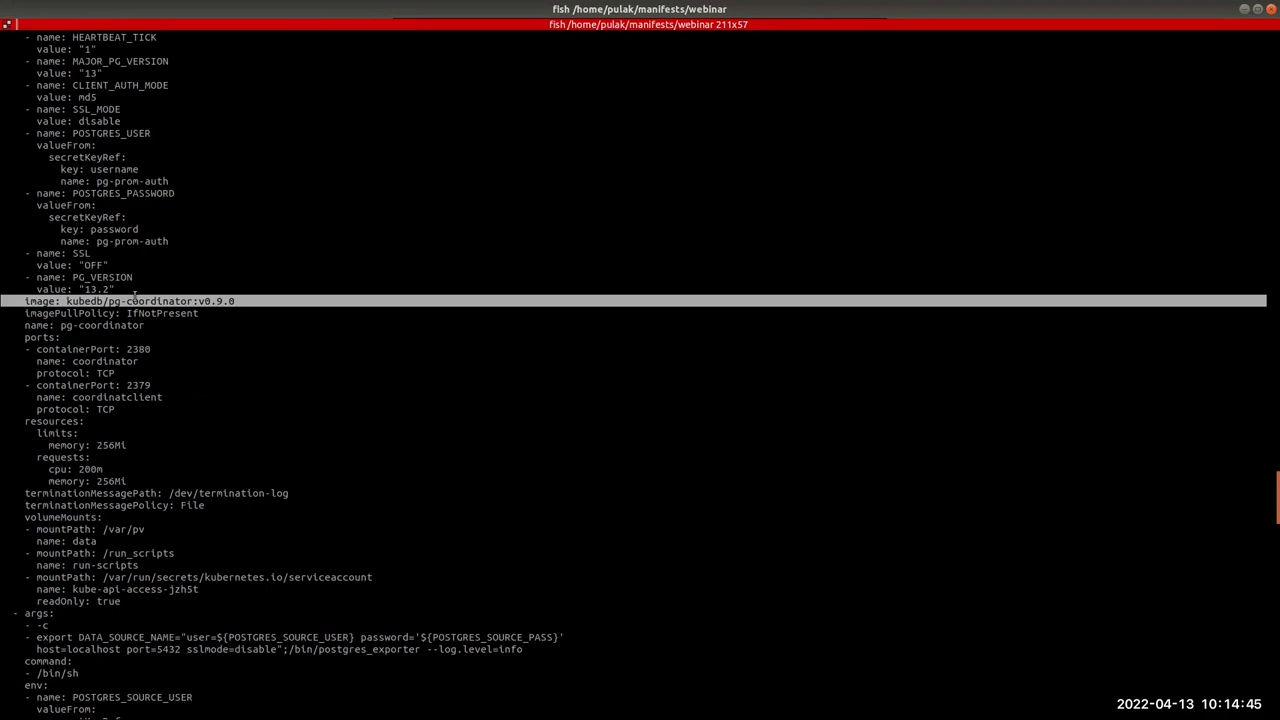 fish /home/pulak/manifests/webinar
fish /home/pulak/manifests/webinar 211x57
- name: HEARTBEAT_TICK
value: "1"
- name: MAJOR_PG_VERSION
value: "13"
- name: CLIENT_AUTH_MODE
value: md5
- name: SSL_MODE
value: disable
- name: POSTGRES_USER
valueFrom:
secretKeyRef:
key: username
name: pg-prom-auth
- name: POSTGRES_PASSWORD
valueFrom:
secretKeyRef:
key: password
name: pg-prom-auth
- name: SSL
value: "OFF"
- name: PG_VERSION
value: "13.2"
image: kubedb/pg-coordinator:v0.9.0
imagePullPolicy: IfNotPresent
name: pg-coordinator
ports:
- containerPort: 2380
name: coordinator
protocol: TCP
- containerPort: 2379
name: coordinatclient
protocol: TCP
resources:
limits:
memory: 256Mi
requests:
cpu: 200m
memory: 256Mi
terminationMessagePath: /dev/termination-log
terminationMessagePolicy: File
volumeMounts:
- mountPath: /var/pv
name: data
- mountPath: /run_scripts
name: run-scripts
- mountPath: /var/run/secrets/kubernetes.io/serviceaccount
name: kube-api-access-jzh5t
readOnly: true
- args:
- -c
- export DATA_SOURCE_NAME="user=${POSTGRES_SOURCE_USER} password='${POSTGRES_SOURCE_PASS}'
host=localhost port=5432 sslmode=disable";/bin/postgres_exporter --log.level=info
command:
- /bin/sh
env:
- name: POSTGRES_SOURCE_USER
valueFrom:
2022-04-13 10:14:45